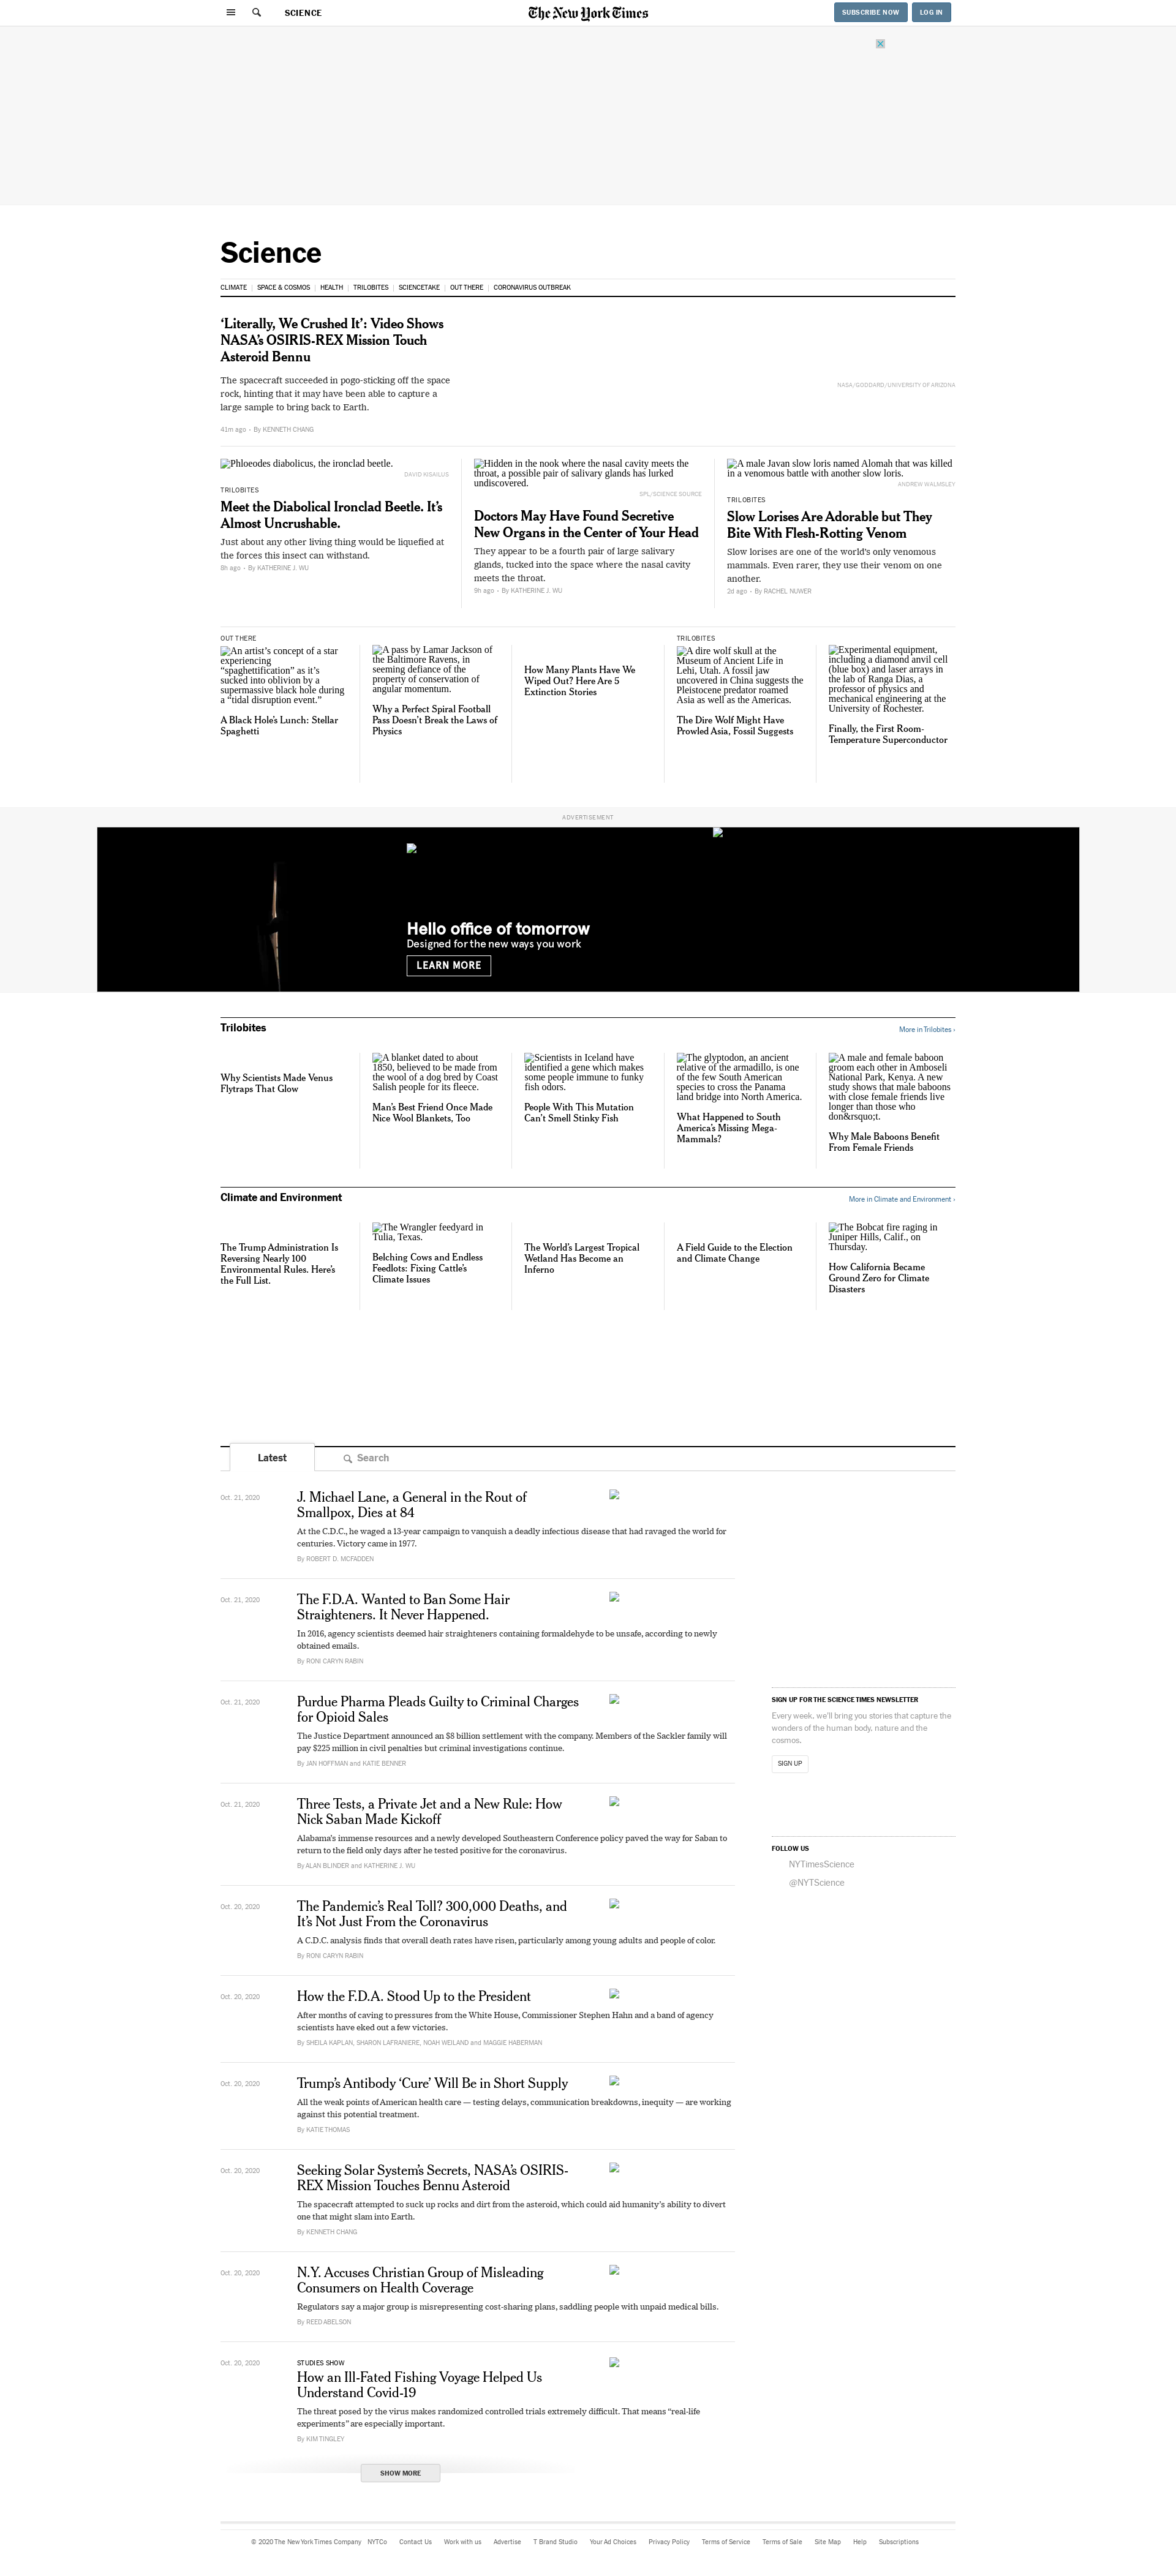 SCIENCE
The New York Times
SUBSCRIBE NOW
LOG IN
Science
CLIMATE | SPACE & COSMOS | HEALTH | TRILOBITES | SCIENCETAKE | OUT THERE | CORONAVIRUS OUTBREAK
‘Literally, We Crushed It’: Video Shows
NASA’s OSIRIS-REX Mission Touch
Asteroid Bennu
The spacecraft succeeded in pogo-sticking off the space
rock, hinting that it may have been able to capture a
large sample to bring back to Earth.
41m ago • By KENNETH CHANG
NASA/GODDARD/UNIVERSITY OF ARIZONA
Phloeodes diabolicus, the ironclad beetle.
DAVID KISAILLIS
TRILOBITES
Meet the Diabolical Ironclad Beetle. It’s
Almost Uncrushable.
Just about any other living thing would be liquefied at
the forces this insect can withstand.
8h ago • By KATHERINE J. WU
Hidden in the nook where the nasal cavity meets the
throat, a possible pair of salivary glands has lurked
undiscovered.
SPL/SCIENCE SOURCE
Doctors May Have Found Secretive
New Organs in the Center of Your Head
They appear to be a fourth pair of large salivary
glands, tucked into the space where the nasal cavity
meets the throat.
9h ago • By KATHERINE J. WU
A male Javan slow loris named Alomah that was killed
in a venomous battle with another slow loris.
ANDREW WALMSLEY
TRILOBITES
Slow Lorises Are Adorable but They
Bite With Flesh-Rotting Venom
Slow lorises are one of the world’s only venomous
mammals. Even rarer, they use their venom on one
another.
2d ago • By RACHEL NUWER
OUT THERE
An artist’s concept of a star
experiencing
“spaghettification” as it’s
sucked into oblivion by a
supermassive black hole during
a “tidal disruption event.”
A Black Hole’s Lunch: Stellar
Spaghetti
A pass by Lamar Jackson of
the Baltimore Ravens, in
seeming defiance of the
property of conservation of
angular momentum.
Why a Perfect Spiral Football
Pass Doesn’t Break the Laws of
Physics
How Many Plants Have We
Wiped Out? Here Are 5
Extinction Stories
TRILOBITES
A dire wolf skull at the
Museum of Ancient Life in
Lehi, Utah. A fossil jaw
uncovered in China suggests the
Pleistocene predator roamed
Asia as well as the Americas.
The Dire Wolf Might Have
Prowled Asia, Fossil Suggests
Experimental equipment,
including a diamond anvil cell
(blue box) and laser arrays in
the lab of Ranga Dias, a
professor of physics and
mechanical engineering at the
University of Rochester.
Finally, the First Room-
Temperature Superconductor
ADVERTISEMENT
Hello office of tomorrow
Designed for the new ways you work
LEARN MORE
Trilobites
More in Trilobites ›
Why Scientists Made Venus
Flytraps That Glow
A blanket dated to about
1850, believed to be made from
the wool of a dog bred by Coast
Salish people for its fleece.
Man’s Best Friend Once Made
Nice Wool Blankets, Too
Scientists in Iceland have
identified a gene which makes
some people immune to funky
fish odors.
People With This Mutation
Can’t Smell Stinky Fish
The glyptodon, an ancient
relative of the armadillo, is one
of the few South American
species to cross the Panama
land bridge into North America.
What Happened to South
America’s Missing Mega-
Mammals?
A male and female baboon
groom each other in Amboseli
National Park, Kenya. A new
study shows that male baboons
with close female friends live
longer than those who
don&rsquo;t.
Why Male Baboons Benefit
From Female Friends
Climate and Environment
More in Climate and Environment ›
The Trump Administration Is
Reversing Nearly 100
Environmental Rules. Here’s
the Full List.
The Wrangler feedyard in
Tulia, Texas.
Belching Cows and Endless
Feedlots: Fixing Cattle’s
Climate Issues
The World’s Largest Tropical
Wetland Has Become an
Inferno
A Field Guide to the Election
and Climate Change
The Bobcat fire raging in
Juniper Hills, Calif., on
Thursday.
How California Became
Ground Zero for Climate
Disasters
Latest
Search
Oct. 21, 2020
J. Michael Lane, a General in the Rout of
Smallpox, Dies at 84
At the C.D.C., he waged a 13-year campaign to vanquish a deadly infectious disease that had ravaged the world for
centuries. Victory came in 1977.
By ROBERT D. MCFADDEN
Oct. 21, 2020
The F.D.A. Wanted to Ban Some Hair
Straighteners. It Never Happened.
In 2016, agency scientists deemed hair straighteners containing formaldehyde to be unsafe, according to newly
obtained emails.
By RONI CARYN RABIN
Oct. 21, 2020
Purdue Pharma Pleads Guilty to Criminal Charges
for Opioid Sales
The Justice Department announced an $8 billion settlement with the company. Members of the Sackler family will
pay $225 million in civil penalties but criminal investigations continue.
By JAN HOFFMAN and KATIE BENNER
Oct. 21, 2020
Three Tests, a Private Jet and a New Rule: How
Nick Saban Made Kickoff
Alabama’s immense resources and a newly developed Southeastern Conference policy paved the way for Saban to
return to the field only days after he tested positive for the coronavirus.
By ALAN BLINDER and KATHERINE J. WU
Oct. 20, 2020
The Pandemic’s Real Toll? 300,000 Deaths, and
It’s Not Just From the Coronavirus
A C.D.C. analysis finds that overall death rates have risen, particularly among young adults and people of color.
By RONI CARYN RABIN
Oct. 20, 2020
How the F.D.A. Stood Up to the President
After months of caving to pressures from the White House, Commissioner Stephen Hahn and a band of agency
scientists have eked out a few victories.
By SHEILA KAPLAN, SHARON LAFRANIERE, NOAH WEILAND and MAGGIE HABERMAN
Oct. 20, 2020
Trump’s Antibody ‘Cure’ Will Be in Short Supply
All the weak points of American health care — testing delays, communication breakdowns, inequity — are working
against this potential treatment.
By KATIE THOMAS
Oct. 20, 2020
Seeking Solar System’s Secrets, NASA’s OSIRIS-
REX Mission Touches Bennu Asteroid
The spacecraft attempted to suck up rocks and dirt from the asteroid, which could aid humanity’s ability to divert
one that might slam into Earth.
By KENNETH CHANG
Oct. 20, 2020
N.Y. Accuses Christian Group of Misleading
Consumers on Health Coverage
Regulators say a major group is misrepresenting cost-sharing plans, saddling people with unpaid medical bills.
By REED ABELSON
Oct. 20, 2020
STUDIES SHOW
How an Ill-Fated Fishing Voyage Helped Us
Understand Covid-19
The threat posed by the virus makes randomized controlled trials extremely difficult. That means “real-life
experiments” are especially important.
By KIM TINGLEY
SHOW MORE
SIGN UP FOR THE SCIENCE TIMES NEWSLETTER
Every week, we’ll bring you stories that capture the
wonders of the human body, nature and the
cosmos.
SIGN UP
FOLLOW US
NYTimesScience
@NYTScience
© 2020 The New York Times Company NYTCo Contact Us Work with us Advertise T Brand Studio Your Ad Choices Privacy Policy Terms of Service Terms of Sale Site Map Help Subscriptions